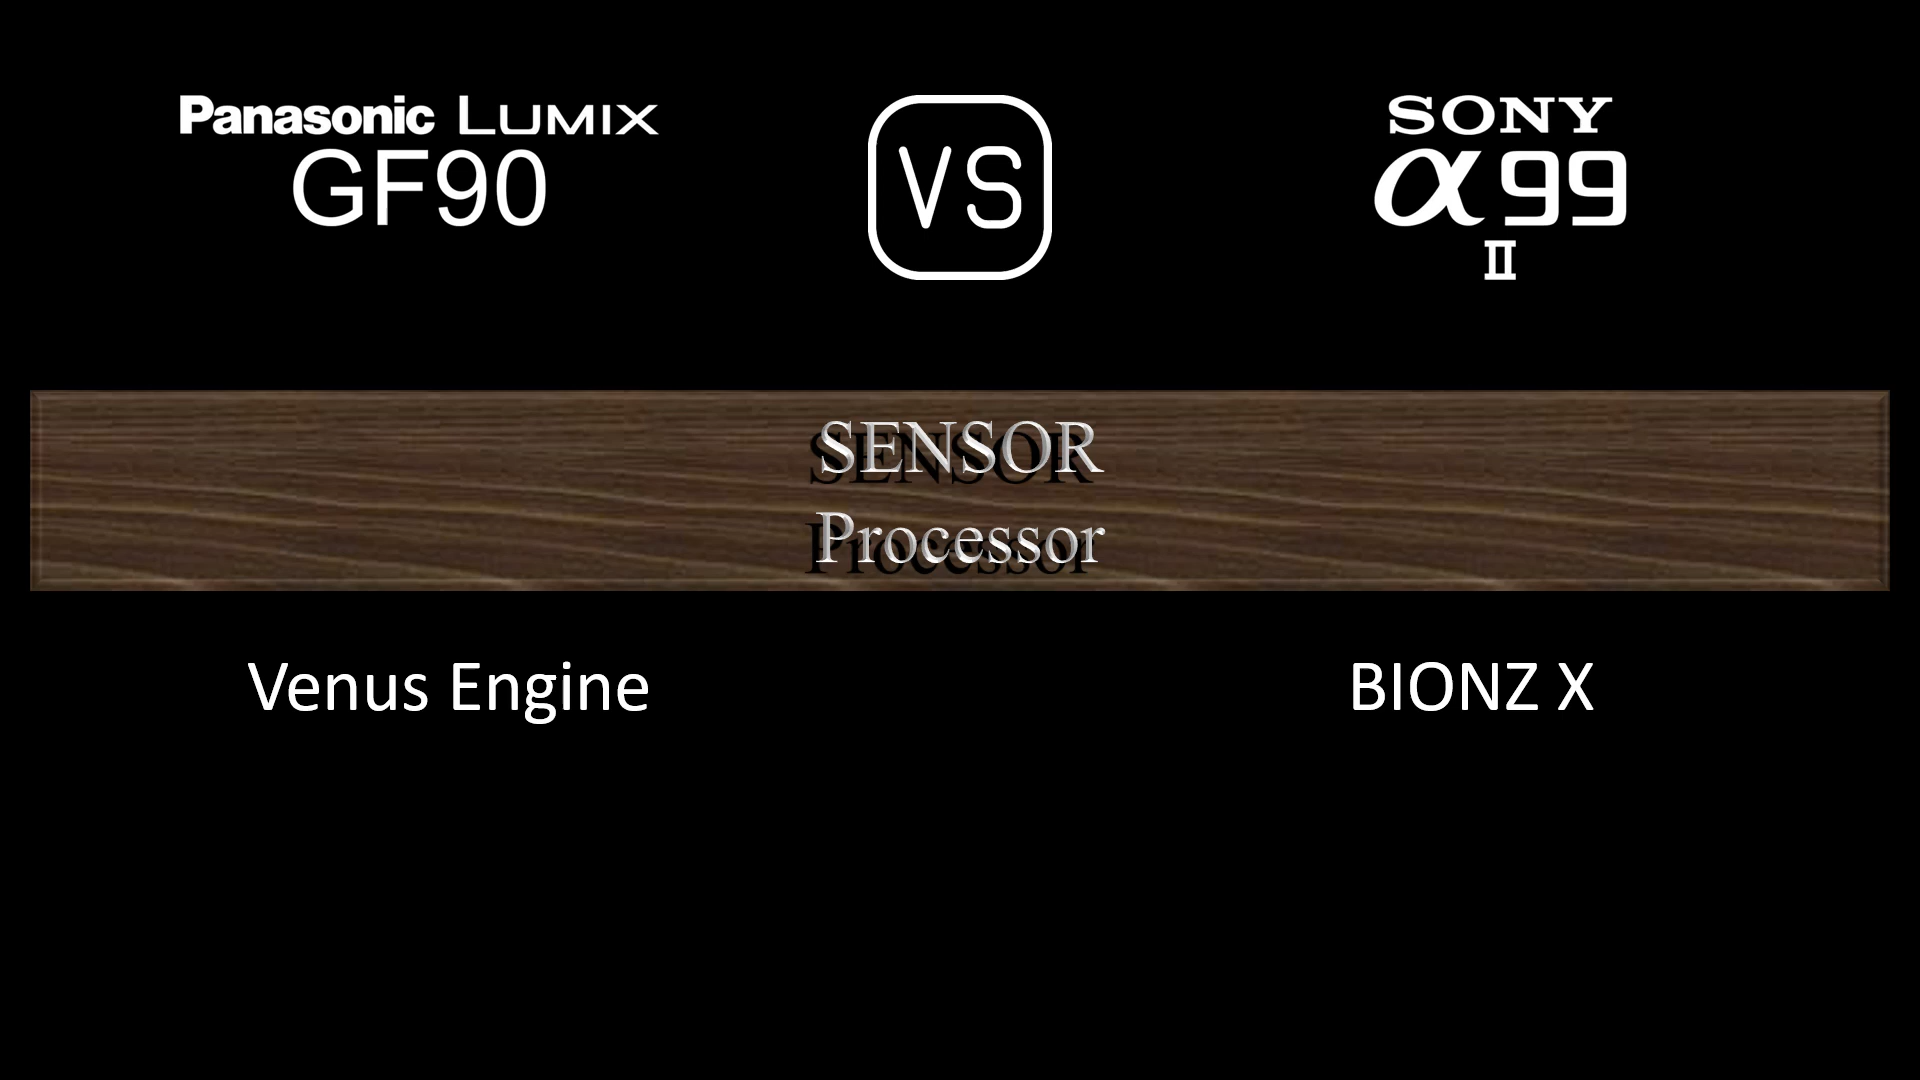 Panasonic LUMIX
GF90
VS
SONY
α99
II
SENSOR
Processor
Venus Engine
BIONZ X